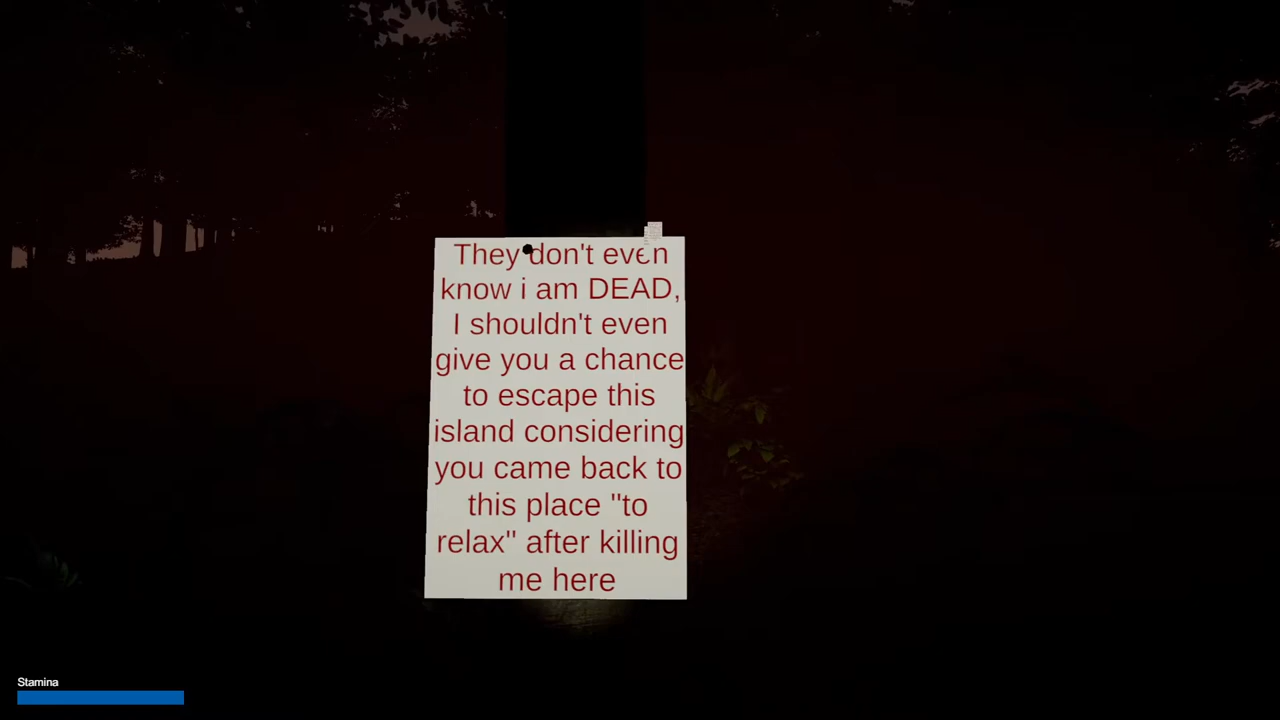 They don't even
know i am DEAD,
I shouldn't even
give you a chance
to escape this
island considering
you came back to
this place "to
relax" after killing
me here
Stamina